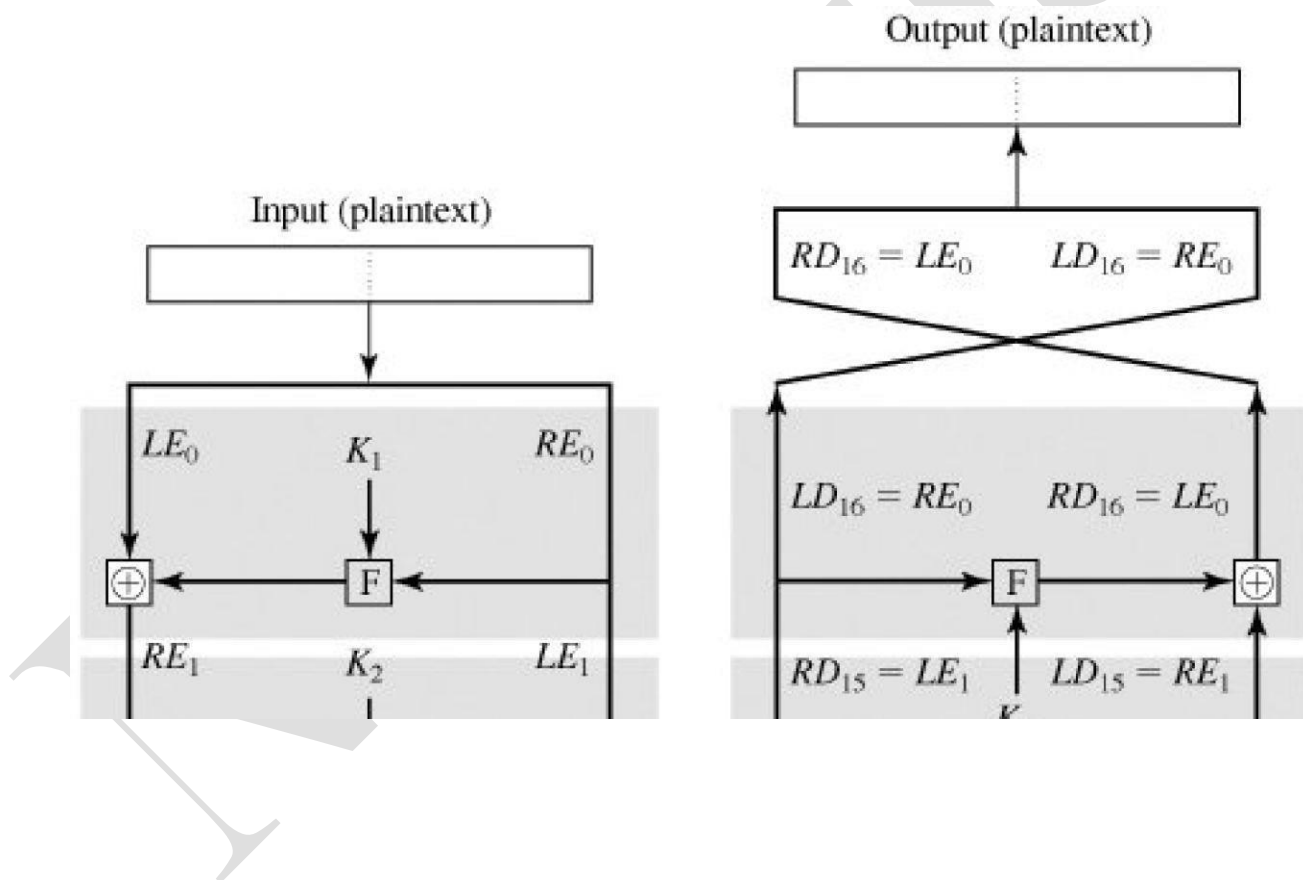 Output (plaintext)
Input (plaintext)
RD₁₆ = LE₀ LD₁₆ = RE₀
LE₀ K₁ RE₀
LD₁₆ = RE₀ RD₁₆ = LE₀
F
F
RE₁ K₂ LE₁
RD₁₅ = LE₁ LD₁₅ = RE₁